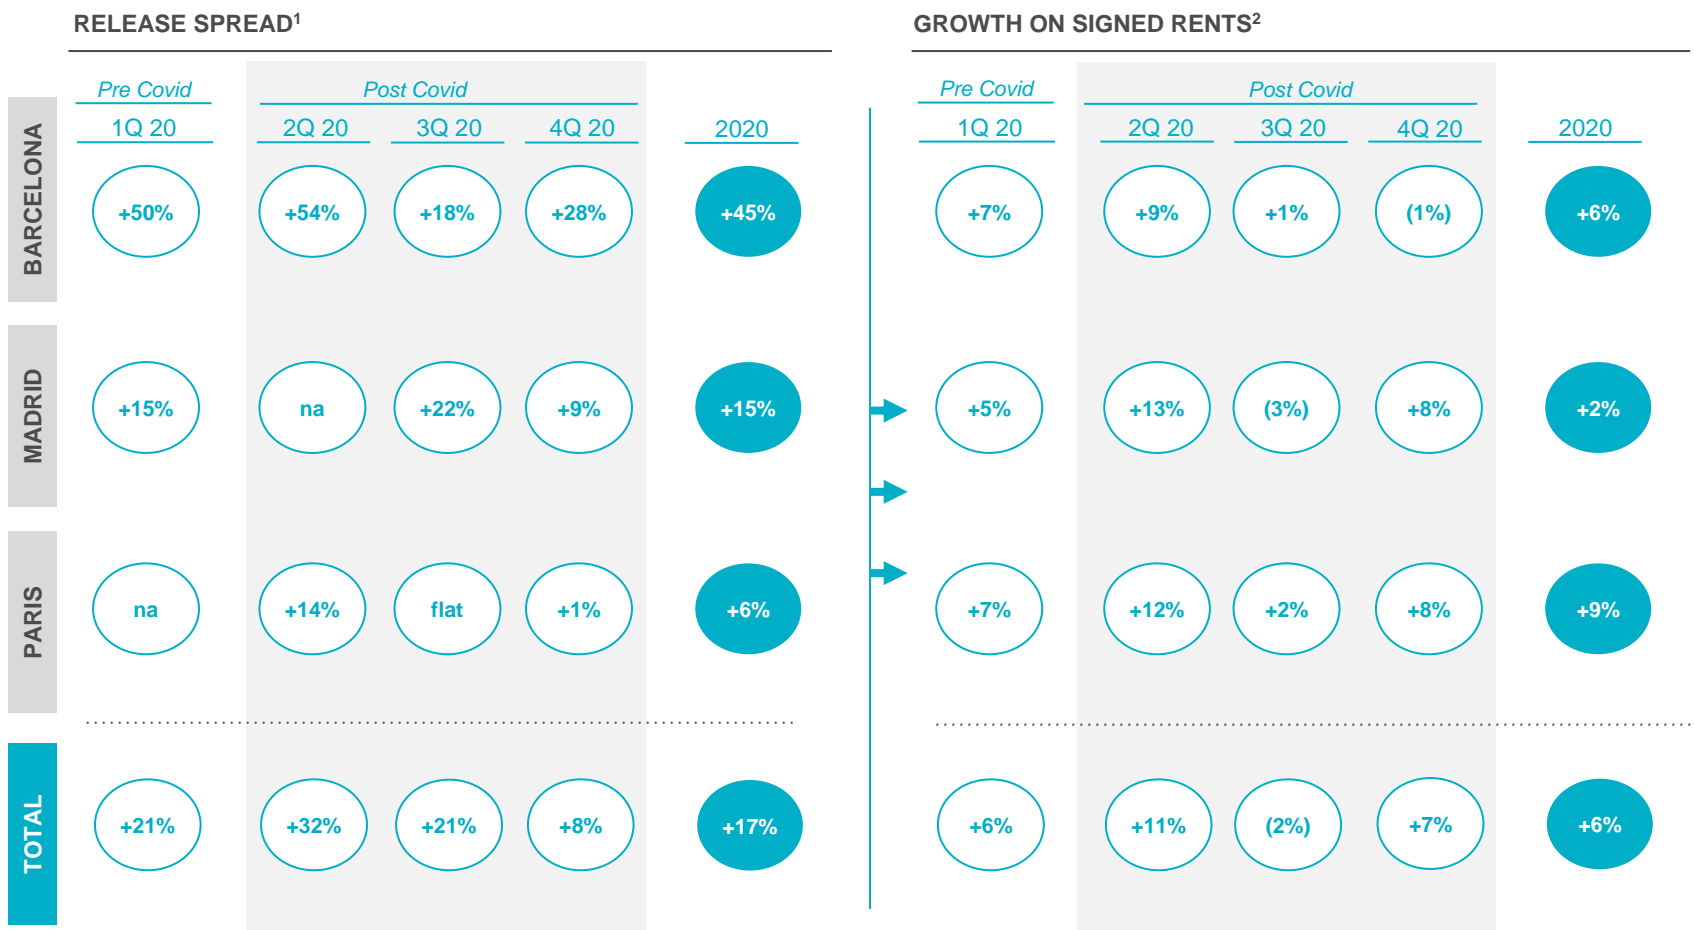 RELEASE SPREAD1
GROWTH ON SIGNED RENTS2
Pre Covid Post Covid
Pre Covid Post Covid
1Q 20 2Q 20 3Q 20 4Q 20 2020
1Q 20 2Q 20 3Q 20 4Q 20 2020
BARCELONA
+50% +54% +18% +28% +45%
+7% +9% +1% (1%) +6%
MADRID
+15% na +22% +9% +15%
+5% +13% (3%) +8% +2%
PARIS
na +14% flat +1% +6%
+7% +12% +2% +8% +9%
TOTAL
+21% +32% +21% +8% +17%
+6% +11% (2%) +7% +6%